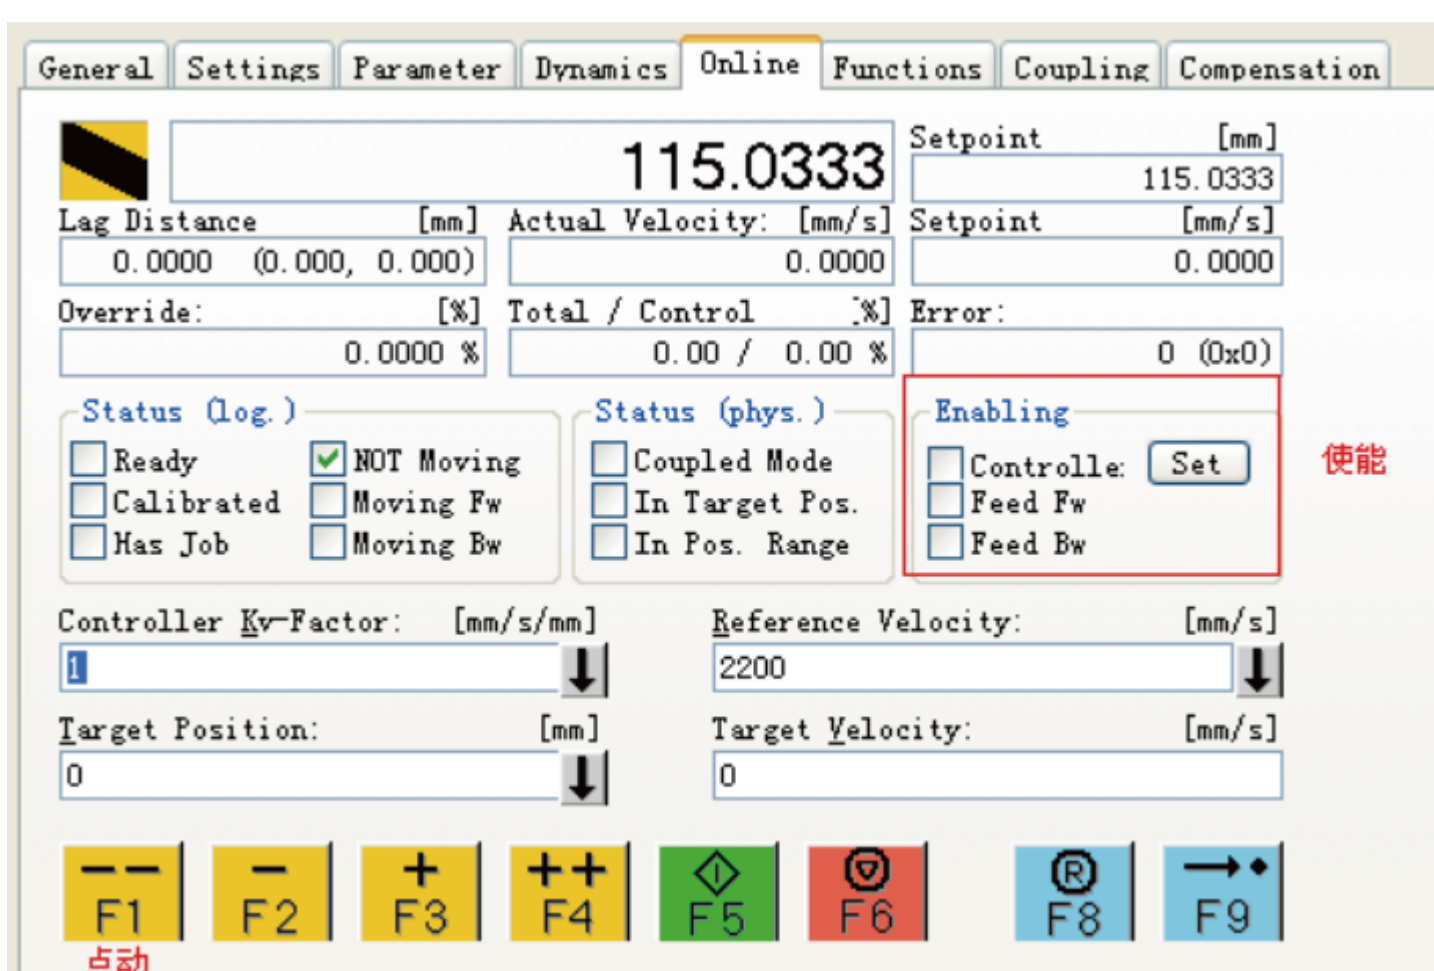 General Settings Parameter Dynamics Online Functions Coupling Compensation
115.0333
Setpoint [mm]
115.0333
Lag Distance [mm] Actual Velocity: [mm/s] Setpoint [mm/s]
0.0000 (0.000, 0.000) 0.0000 0.0000
Override: [%] Total / Control [%] Error:
0.0000 % 0.00 / 0.00 % 0 (0x0)
Status (log.) Status (phys.) Enabling
Ready NOT Moving Coupled Mode Controlle: Set 使能
Calibrated Moving Fw In Target Pos. Feed Fw
Has Job Moving Bw In Pos. Range Feed Bw
Controller Kv-Factor: [mm/s/mm] Reference Velocity: [mm/s]
1 2200
Target Position: [mm] Target Velocity: [mm/s]
0 0
-- - + ++ R
F1 F2 F3 F4 F5 F6 F8 F9
点动